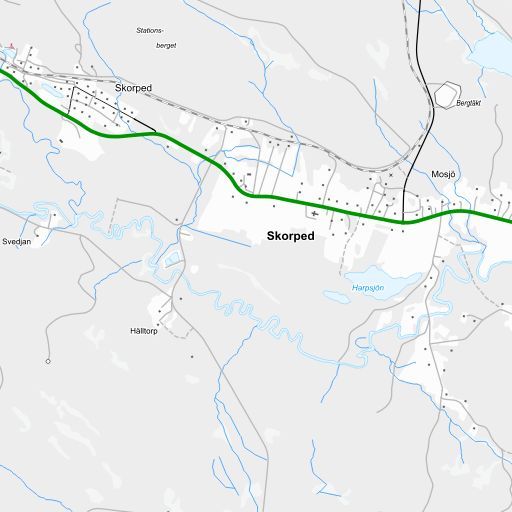 Stations-
berget
Skorped
Bergtäkt
Mosjö
Skorped
Svedjan
Harpsjön
Hälltorp